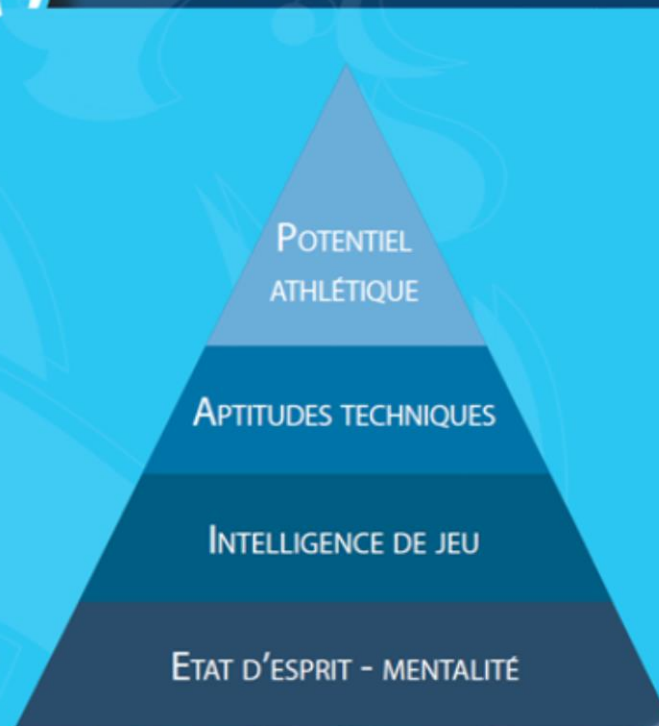 Potentiel
athlétique
Aptitudes techniques
Intelligence de jeu
Etat d'esprit - mentalité